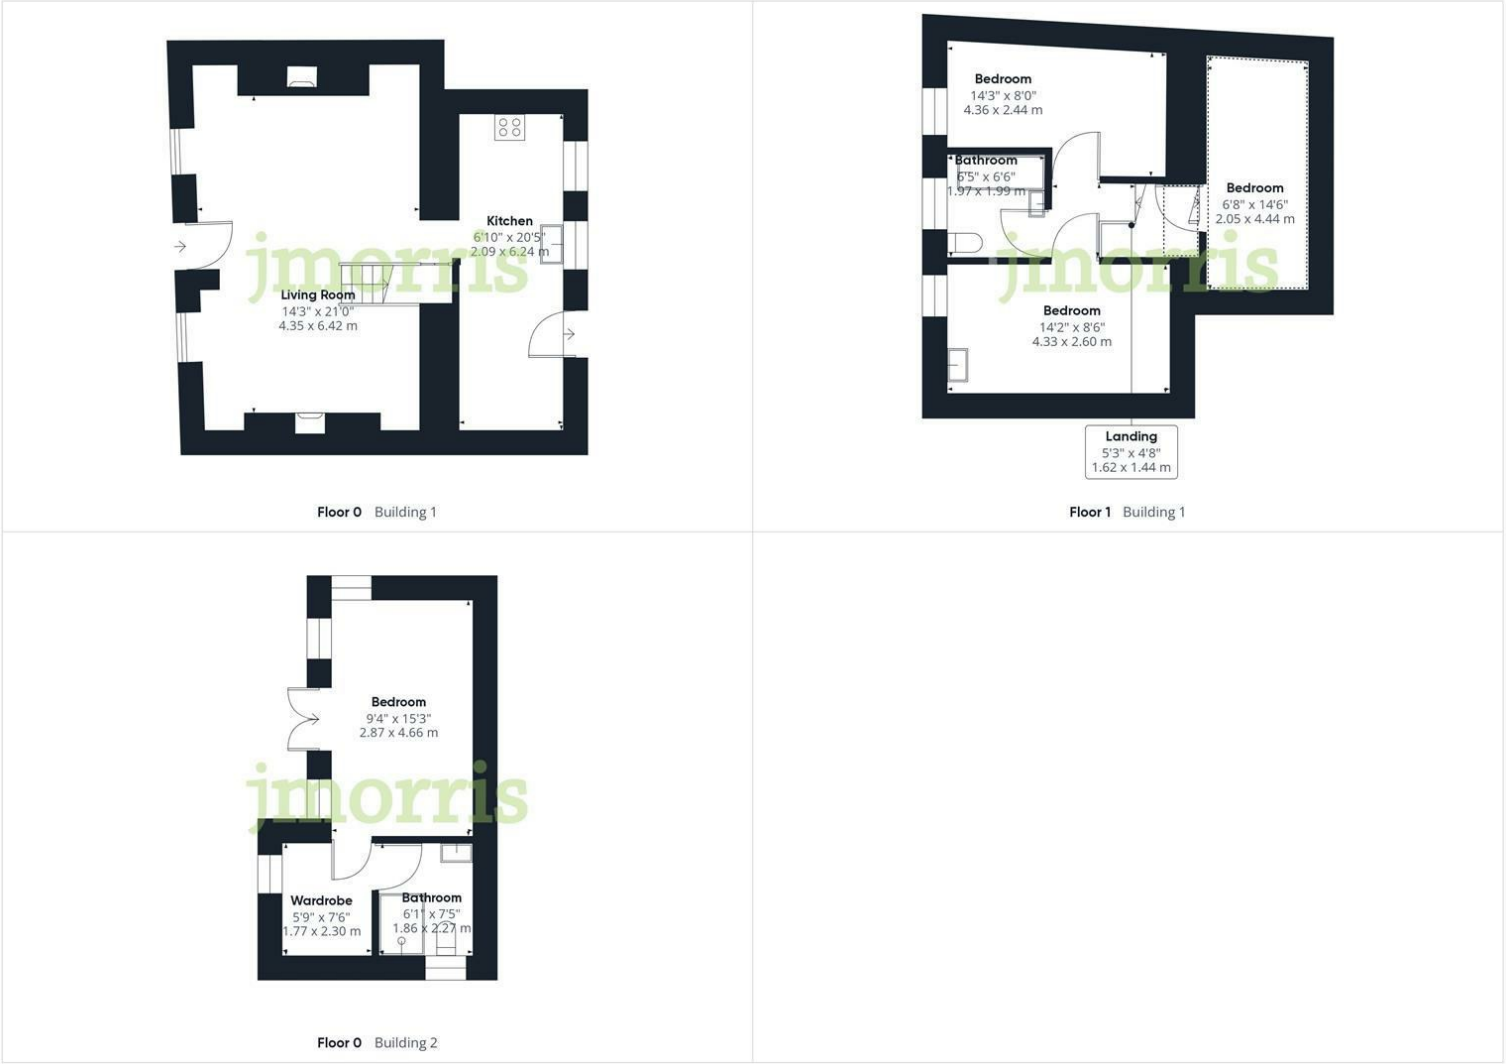 Kitchen
6'10" x 20'5"
2.09 x 6.24 m
jmorris
Living Room
14'3" x 21'0"
4.35 x 6.42 m
Floor 0 Building 1
Bedroom
14'3" x 8'0"
4.36 x 2.44 m
Bathroom
6'5" x 6'6"
1.97 x 1.99 m
Bedroom
6'8" x 14'6"
2.05 x 4.44 m
jmorris
Bedroom
14'2" x 8'6"
4.33 x 2.60 m
Landing
5'3" x 4'8"
1.62 x 1.44 m
Floor 1 Building 1
Bedroom
9'4" x 15'3"
2.87 x 4.66 m
jmorris
Wardrobe
5'9" x 7'6"
1.77 x 2.30 m
Bathroom
6'1" x 7'5"
1.86 x 2.27 m
Floor 0 Building 2